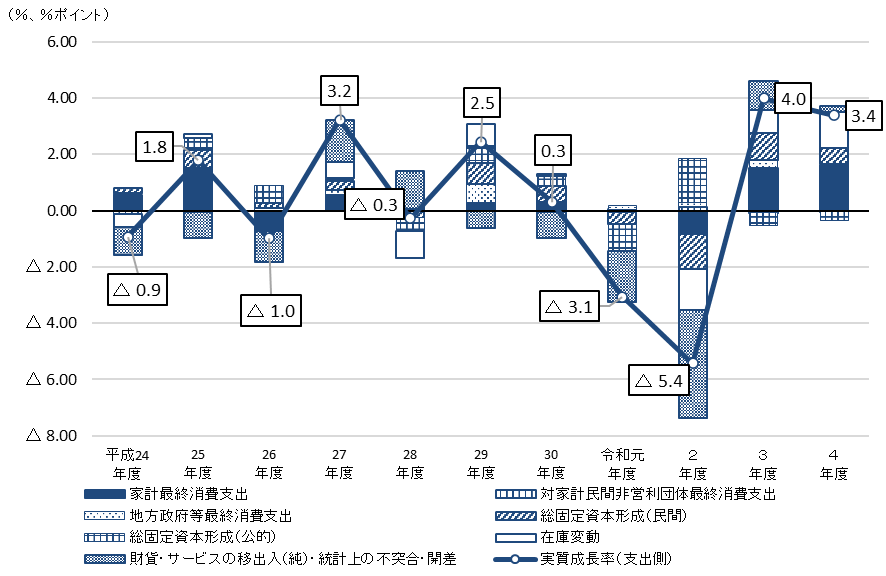 （％、％ポイント）
6.00
4.00
2.00
0.00
△ 2.00
△ 4.00
△ 6.00
△ 8.00
△ 0.9
1.8
△ 1.0
3.2
△ 0.3
2.5
0.3
△ 3.1
△ 5.4
4.0
3.4
平成24 25 26 27 28 29 30 令和元 2 3 4
年度 年度 年度 年度 年度 年度 年度 年度 年度 年度 年度
家計最終消費支出 対家計民間非営利団体最終消費支出
地方政府等最終消費支出 総固定資本形成(民間)
総固定資本形成(公的) 在庫変動
財貨・サービスの移出入(純)・統計上の不突合・開差 実質成長率(支出側)